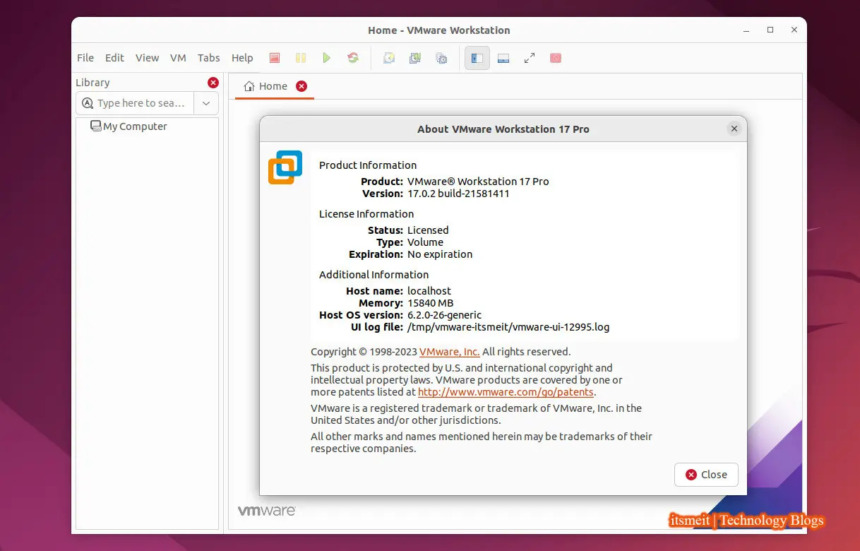 Home - VMware Workstation
File Edit View VM Tabs Help
Library
Type here to sea...
My Computer
Home
About VMware Workstation 17 Pro
Product Information
Product: VMware® Workstation 17 Pro
Version: 17.0.2 build-21581411
License Information
Status: Licensed
Type: Volume
Expiration: No expiration
Additional Information
Host name: localhost
Memory: 15840 MB
Host OS version: 6.2.0-26-generic
UI log file: /tmp/vmware-itsmeit/vmware-ui-12995.log
Copyright © 1998-2023 VMware, Inc. All rights reserved.
This product is protected by U.S. and international copyright and
intellectual property laws. VMware products are covered by one or
more patents listed at http://www.vmware.com/go/patents.
VMware is a registered trademark or trademark of VMware, Inc. in the
United States and/or other jurisdictions.
All other marks and names mentioned herein may be trademarks of their
respective companies.
Close
vmware
itsmeit | Technology Blogs